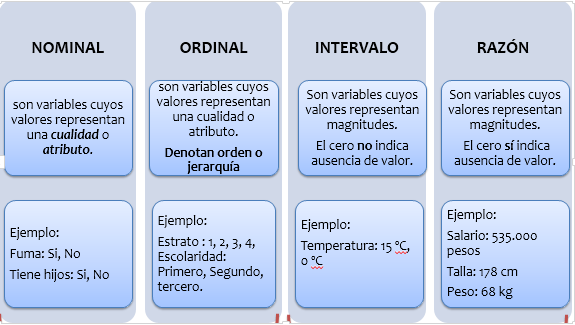 NOMINAL
son variables cuyos
valores representan
una cualidad o
atributo.
Ejemplo:
Fuma: Si, No
Tiene hijos: Si, No
ORDINAL
son variables cuyos
valores representan
una cualidad o
atributo.
Denotan orden o
jerarquía
Ejemplo:
Estrato : 1, 2, 3, 4,
Escolaridad:
Primero, Segundo,
tercero.
INTERVALO
Son variables cuyos
valores representan
magnitudes.
El cero no indica
ausencia de valor.
Ejemplo:
Temperatura: 15 ºC,
0 ºC
RAZÓN
Son variables cuyos
valores representan
magnitudes.
El cero sí indica
ausencia de valor.
Ejemplo:
Salario: 535.000
pesos
Talla: 178 cm
Peso: 68 kg